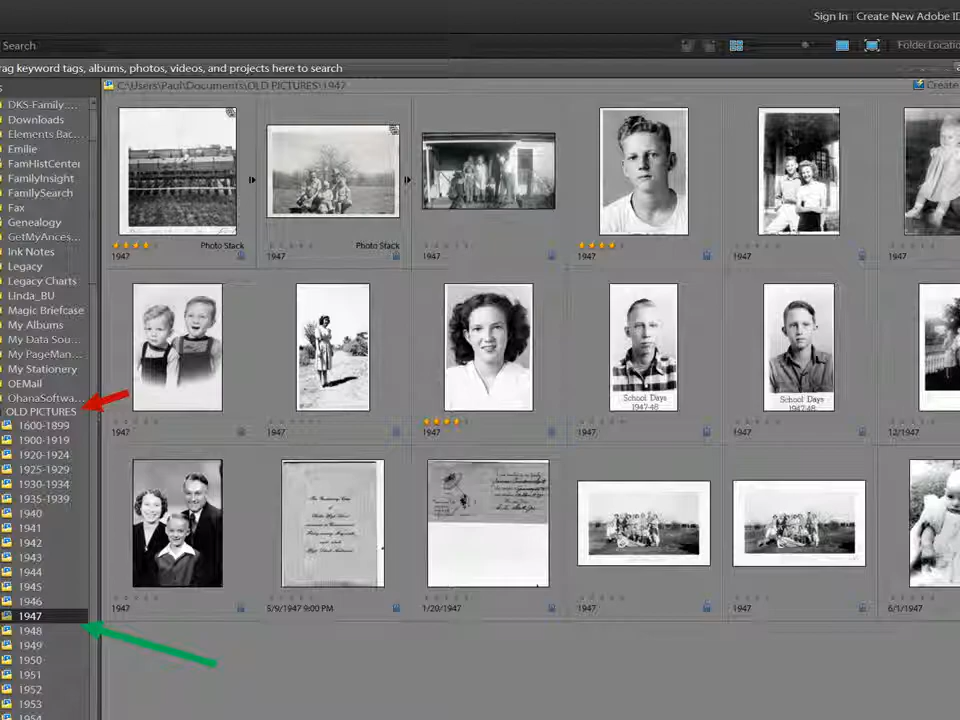 Sign In Create New Adobe ID
Search
Folder Locatio
rag keyword tags, albums, photos, videos, and projects here to search
C:\Users\Paul\Documents\OLD PICTURES\1947
Create
DKS-Family....
Downloads
Elements Bac...
Emilie
FamHistCenter
FamilyInsight
FamilySearch
Fax
Genealogy
GetMyAnces...
Ink Notes
Legacy
Legacy Charts
Linda_BU
Magic Briefcase
My Albums
My Data Sou...
My PageMan...
My Stationery
OEMail
OhanaSoftwa...
OLD PICTURES
1600-1899
1900-1919
1920-1924
1925-1929
1930-1934
1935-1939
1940
1941
1942
1943
1944
1945
1946
1947
1948
1949
1950
1951
1952
1953
1954
Photo Stack
Photo Stack
1947
1947
1947
1947
1947
1947
School Days
1947-48
School Days
1947-48
1947
1947
1947
1947
1947
12/1947
1947
5/9/1947 9:00 PM
1/20/1947
1947
1947
6/1/1947